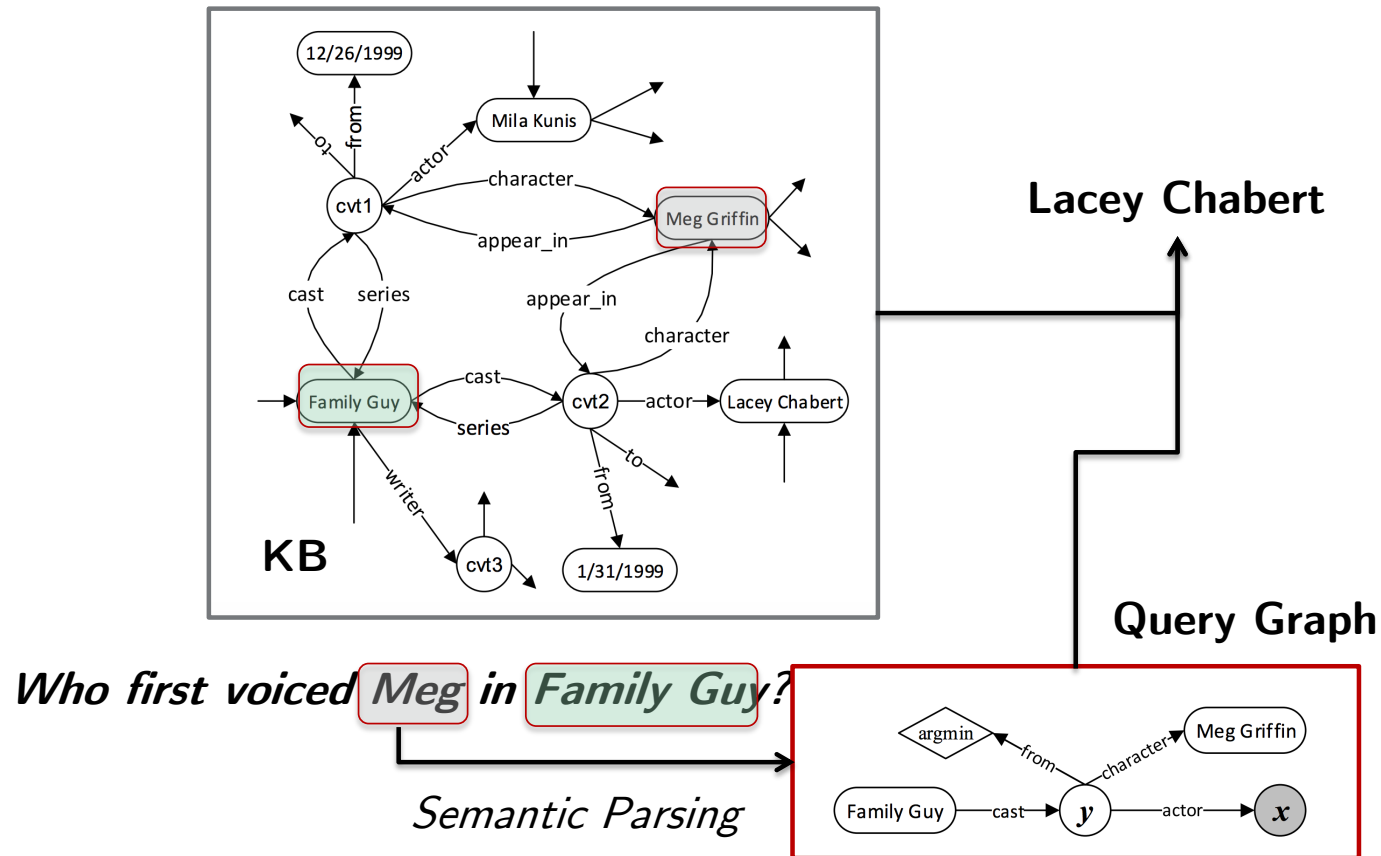 12/26/1999
from
to
actor
Mila Kunis
character
cvt1
Meg Griffin
appear_in
Lacey Chabert
cast
series
appear_in
character
Family Guy
cast
series
cvt2
actor
Lacey Chabert
to
from
writer
KB
cvt3
1/31/1999
Query Graph
Who first voiced Meg in Family Guy?
Semantic Parsing
argmin
from
character
Meg Griffin
Family Guy
cast
y
actor
x